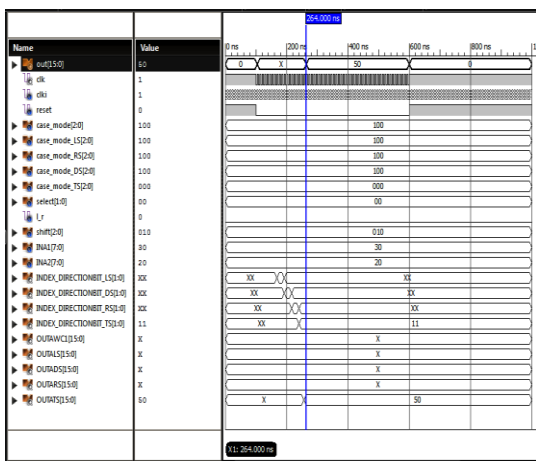 264.000 ns
Name Value 0 ns 200 ns 400 ns 600 ns 800 ns
out[15:0] 50 0 X 50 0
clk 1
clki 1
reset 0
case_mode[2:0] 100 100
case_mode_LS[2:0] 100 100
case_mode_RS[2:0] 100 100
case_mode_DS[2:0] 100 100
case_mode_TS[2:0] 000 000
select[1:0] 00 00
l_r 0
shift[2:0] 010 010
INA1[7:0] 30 30
INA2[7:0] 20 20
INDEX_DIRECTIONBIT_LS[1:0] XX XX XX
INDEX_DIRECTIONBIT_DS[1:0] XX XX XX
INDEX_DIRECTIONBIT_RS[1:0] XX XX XX
INDEX_DIRECTIONBIT_TS[1:0] 11 XX 11
OUTAWC1[15:0] X X
OUTALS[15:0] X X
OUTADS[15:0] X X
OUTARS[15:0] X X
OUTATS[15:0] 50 X 50
X1: 264.000 ns